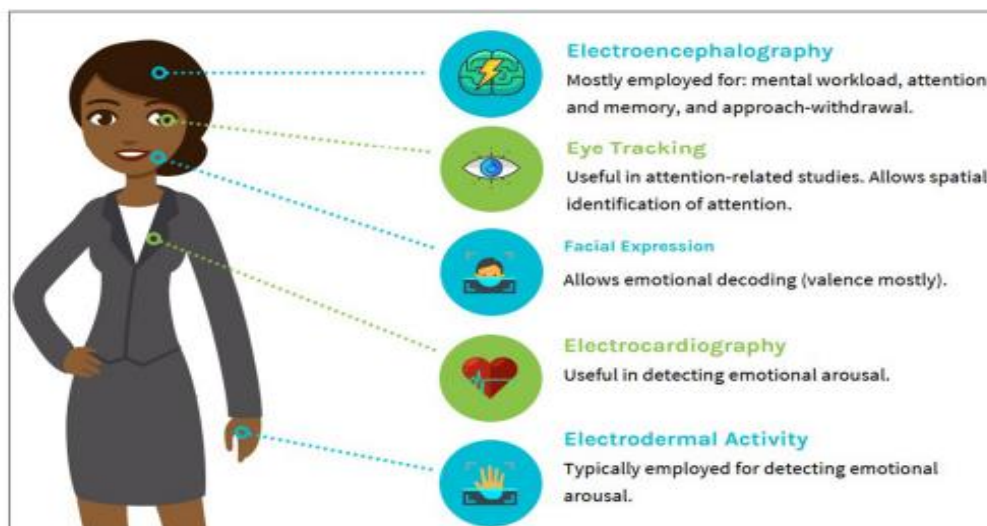 Electroencephalography
Mostly employed for: mental workload, attention
and memory, and approach-withdrawal.
Eye Tracking
Useful in attention-related studies. Allows spatial
identification of attention.
Facial Expression
Allows emotional decoding (valence mostly).
Electrocardiography
Useful in detecting emotional arousal.
Electrodermal Activity
Typically employed for detecting emotional
arousal.